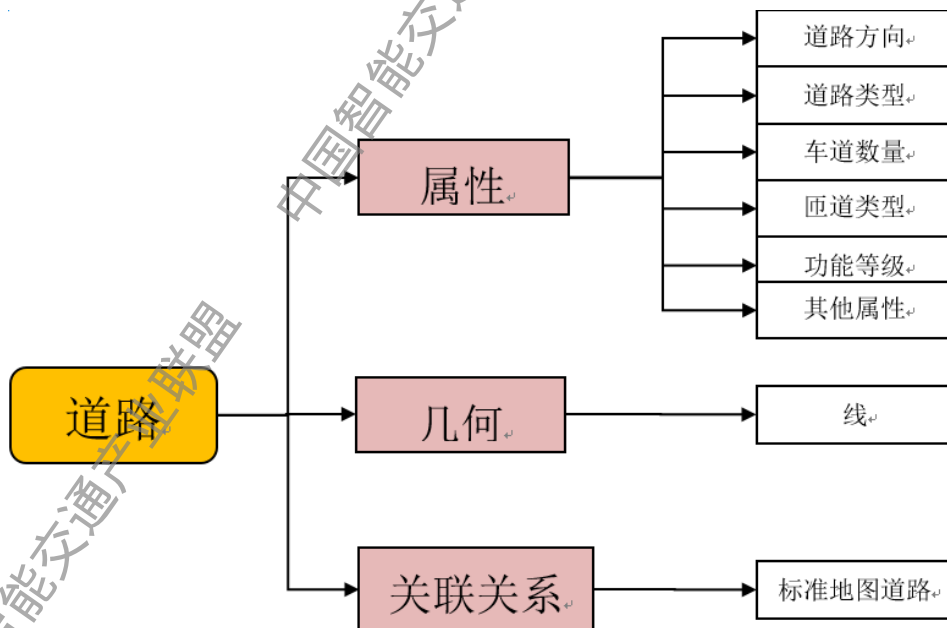 道路
属性
几何
关联关系
道路方向
道路类型
车道数量
匝道类型
功能等级
其他属性
线
标准地图道路
中国智能交通
智能交通产业联盟